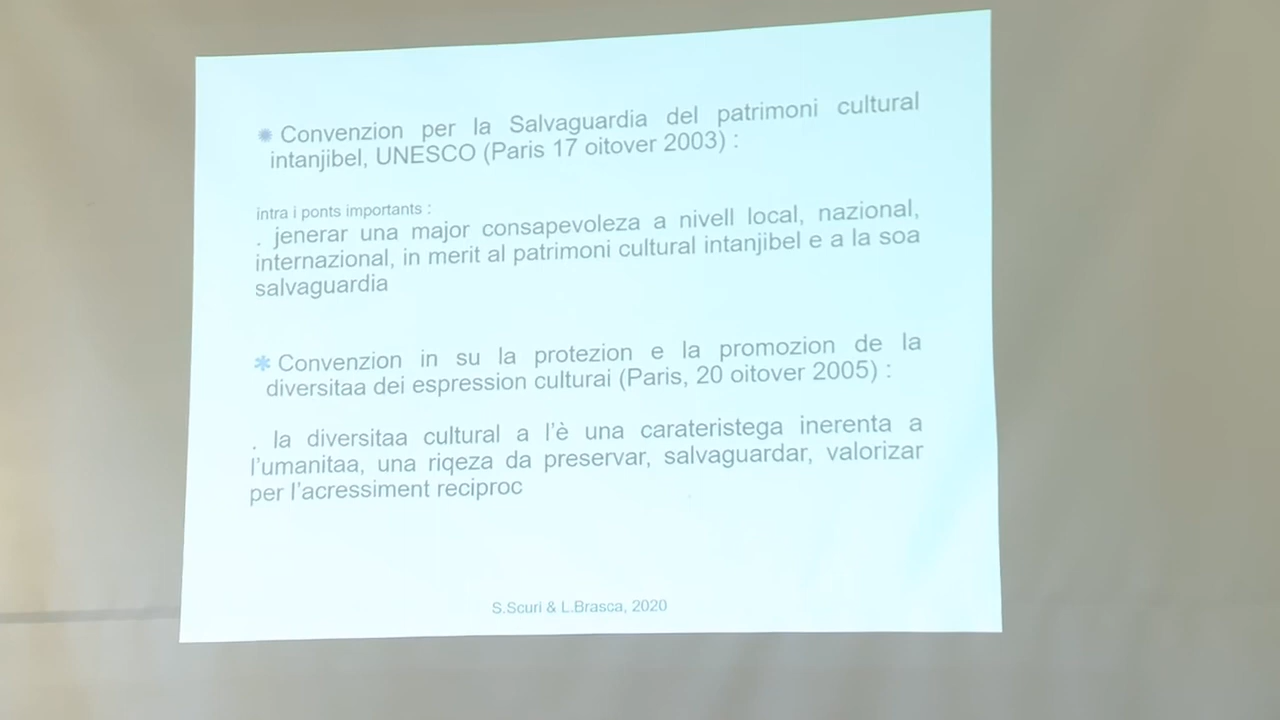 Convenzion per la Salvaguardia del patrimoni cultural
intanjibel, UNESCO (Paris 17 oitover 2003) :
intra i ponts importants :
. jenerar una major consapevoleza a nivell local, nazional,
internazional, in merit al patrimoni cultural intanjibel e a la soa
salvaguardia
Convenzion in su la protezion e la promozion de la
diversitaa dei espression culturai (Paris, 20 oitover 2005) :
. la diversitaa cultural a l'è una carateristega inerenta a
l'umanitaa, una riqeza da preservar, salvaguardar, valorizar
per l'acressiment reciproc
S.Scuri & L.Brasca, 2020